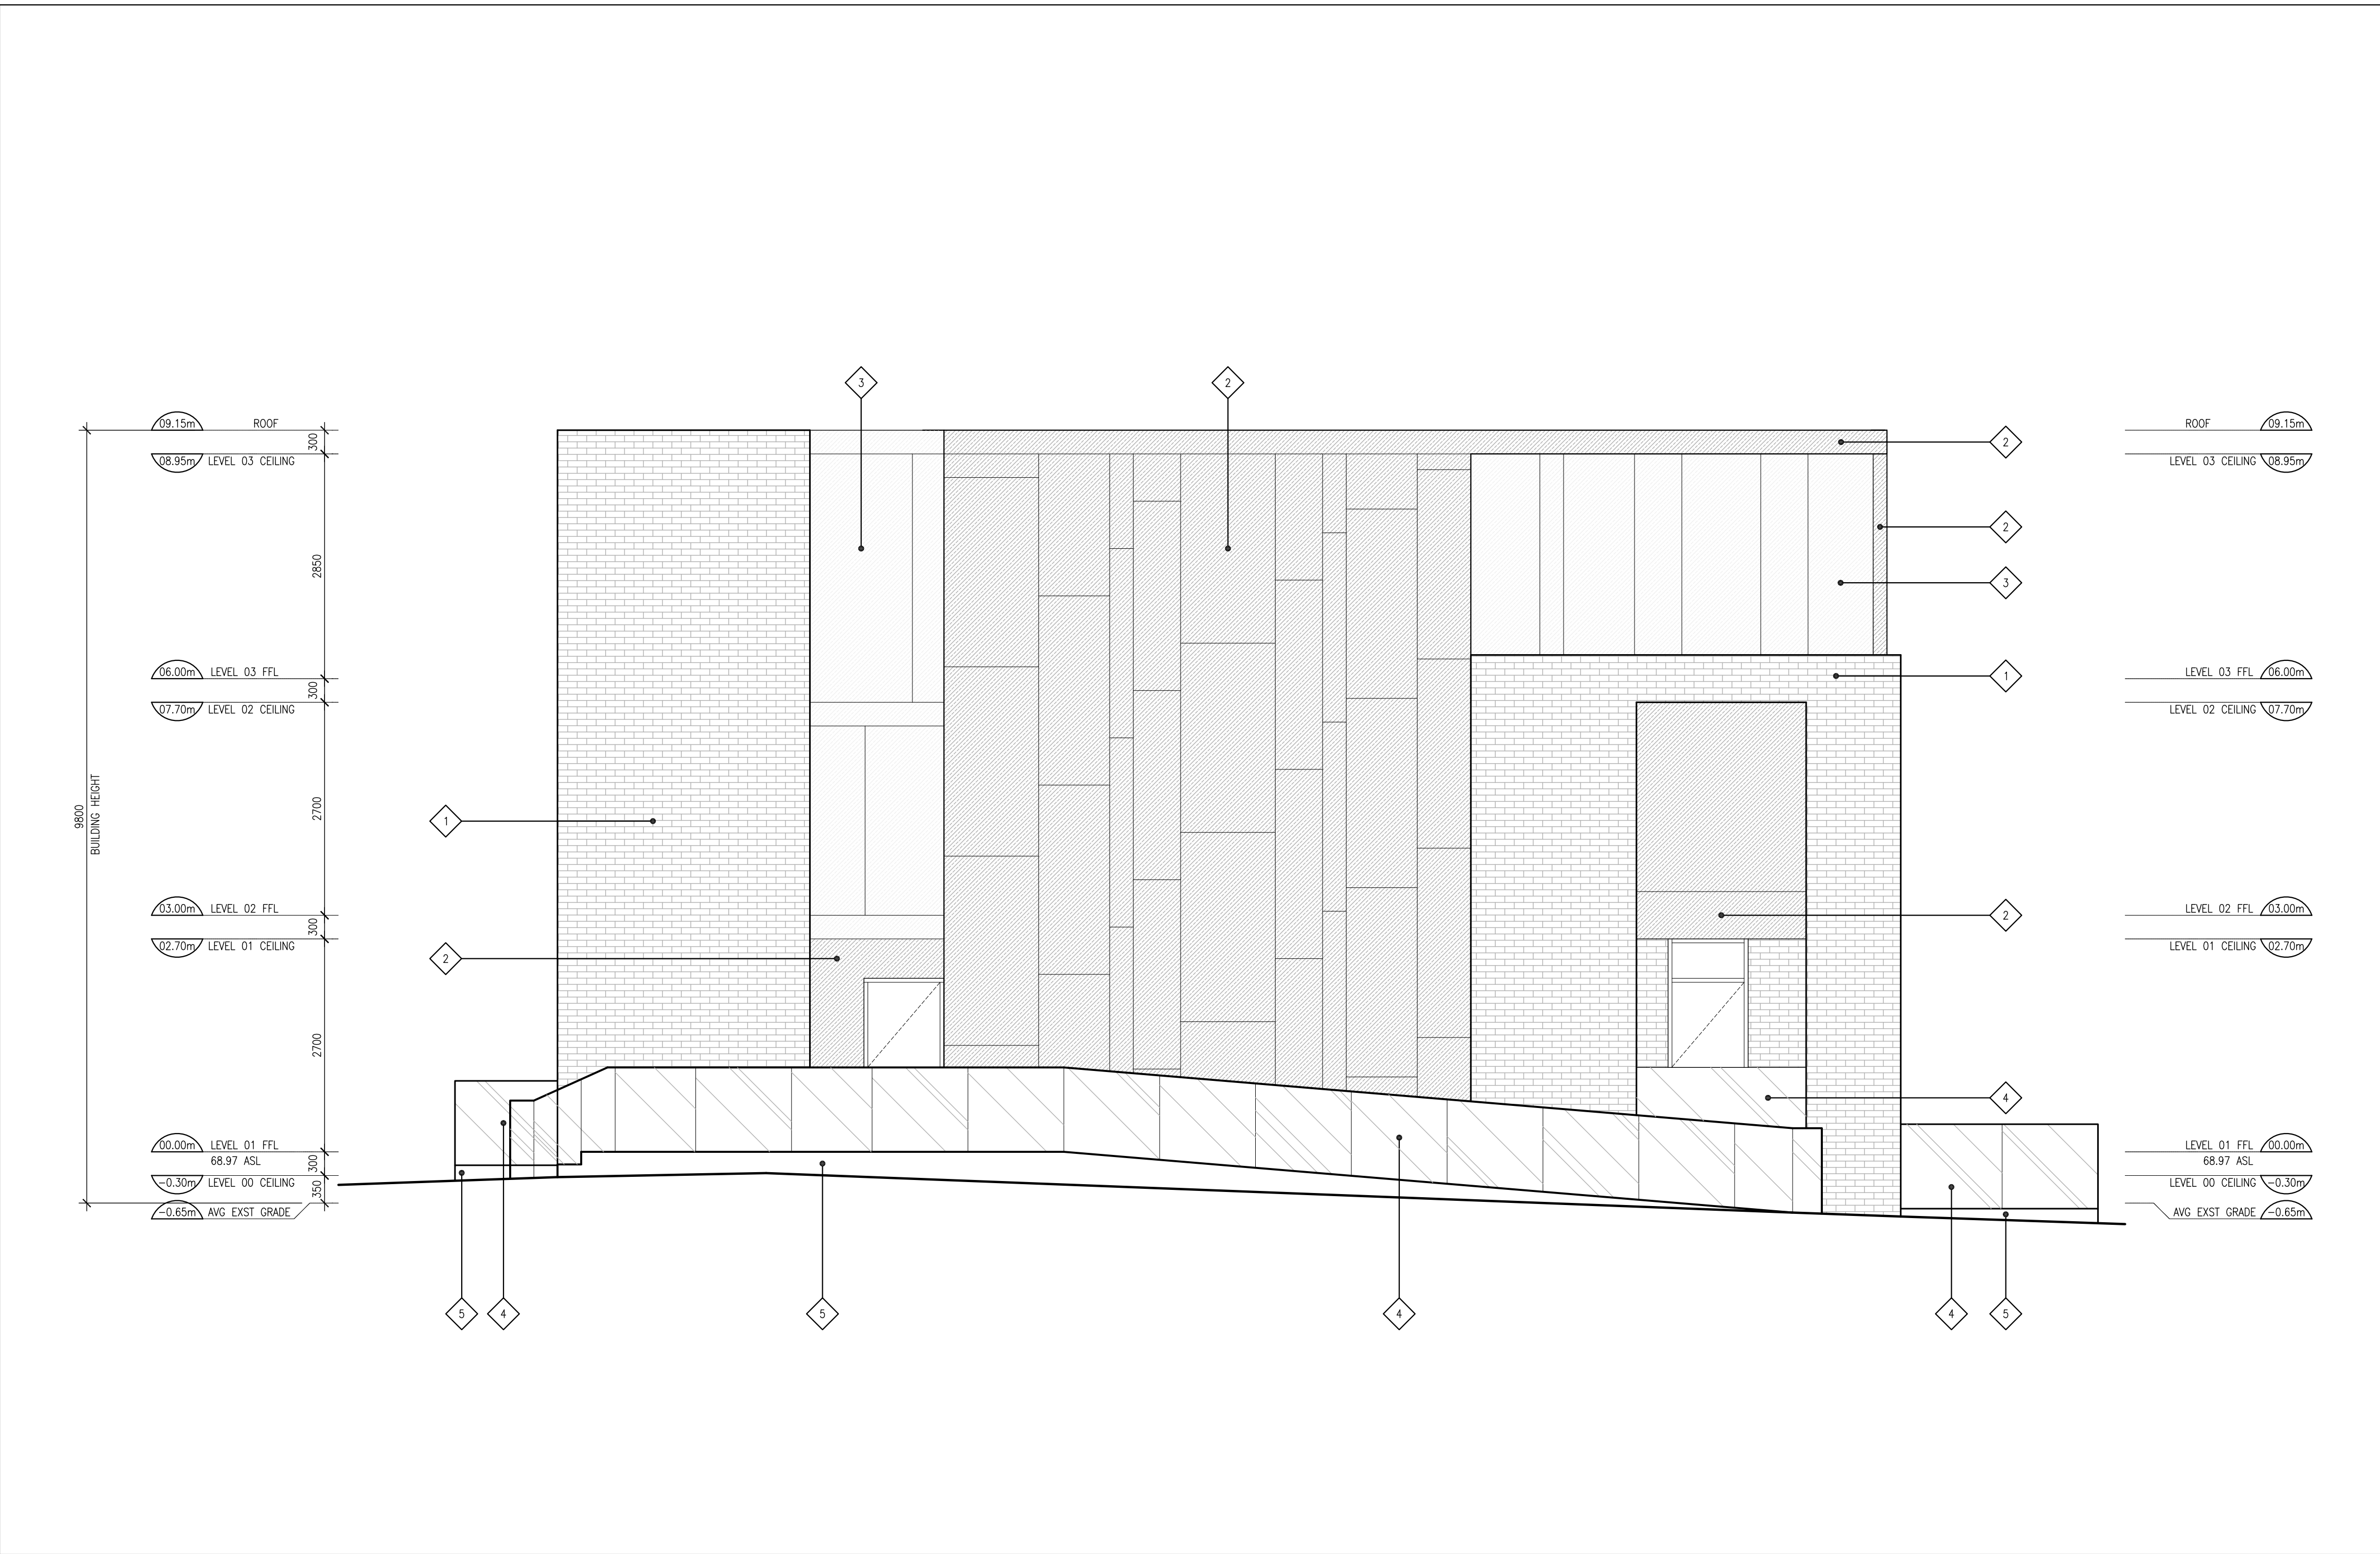 3
2
09.15m ROOF
300
08.95m LEVEL 03 CEILING
2850
06.00m LEVEL 03 FFL
300
07.70m LEVEL 02 CEILING
2700
9800
BUILDING HEIGHT
03.00m LEVEL 02 FFL
300
02.70m LEVEL 01 CEILING
2700
00.00m LEVEL 01 FFL
68.97 ASL
300
-0.30m LEVEL 00 CEILING
350
-0.65m AVG EXST GRADE
1
2
2
2
3
1
2
4
ROOF 09.15m
LEVEL 03 CEILING 08.95m
LEVEL 03 FFL 06.00m
LEVEL 02 CEILING 07.70m
LEVEL 02 FFL 03.00m
LEVEL 01 CEILING 02.70m
LEVEL 01 FFL 00.00m
68.97 ASL
LEVEL 00 CEILING -0.30m
AVG EXST GRADE -0.65m
5
4
5
4
4
5